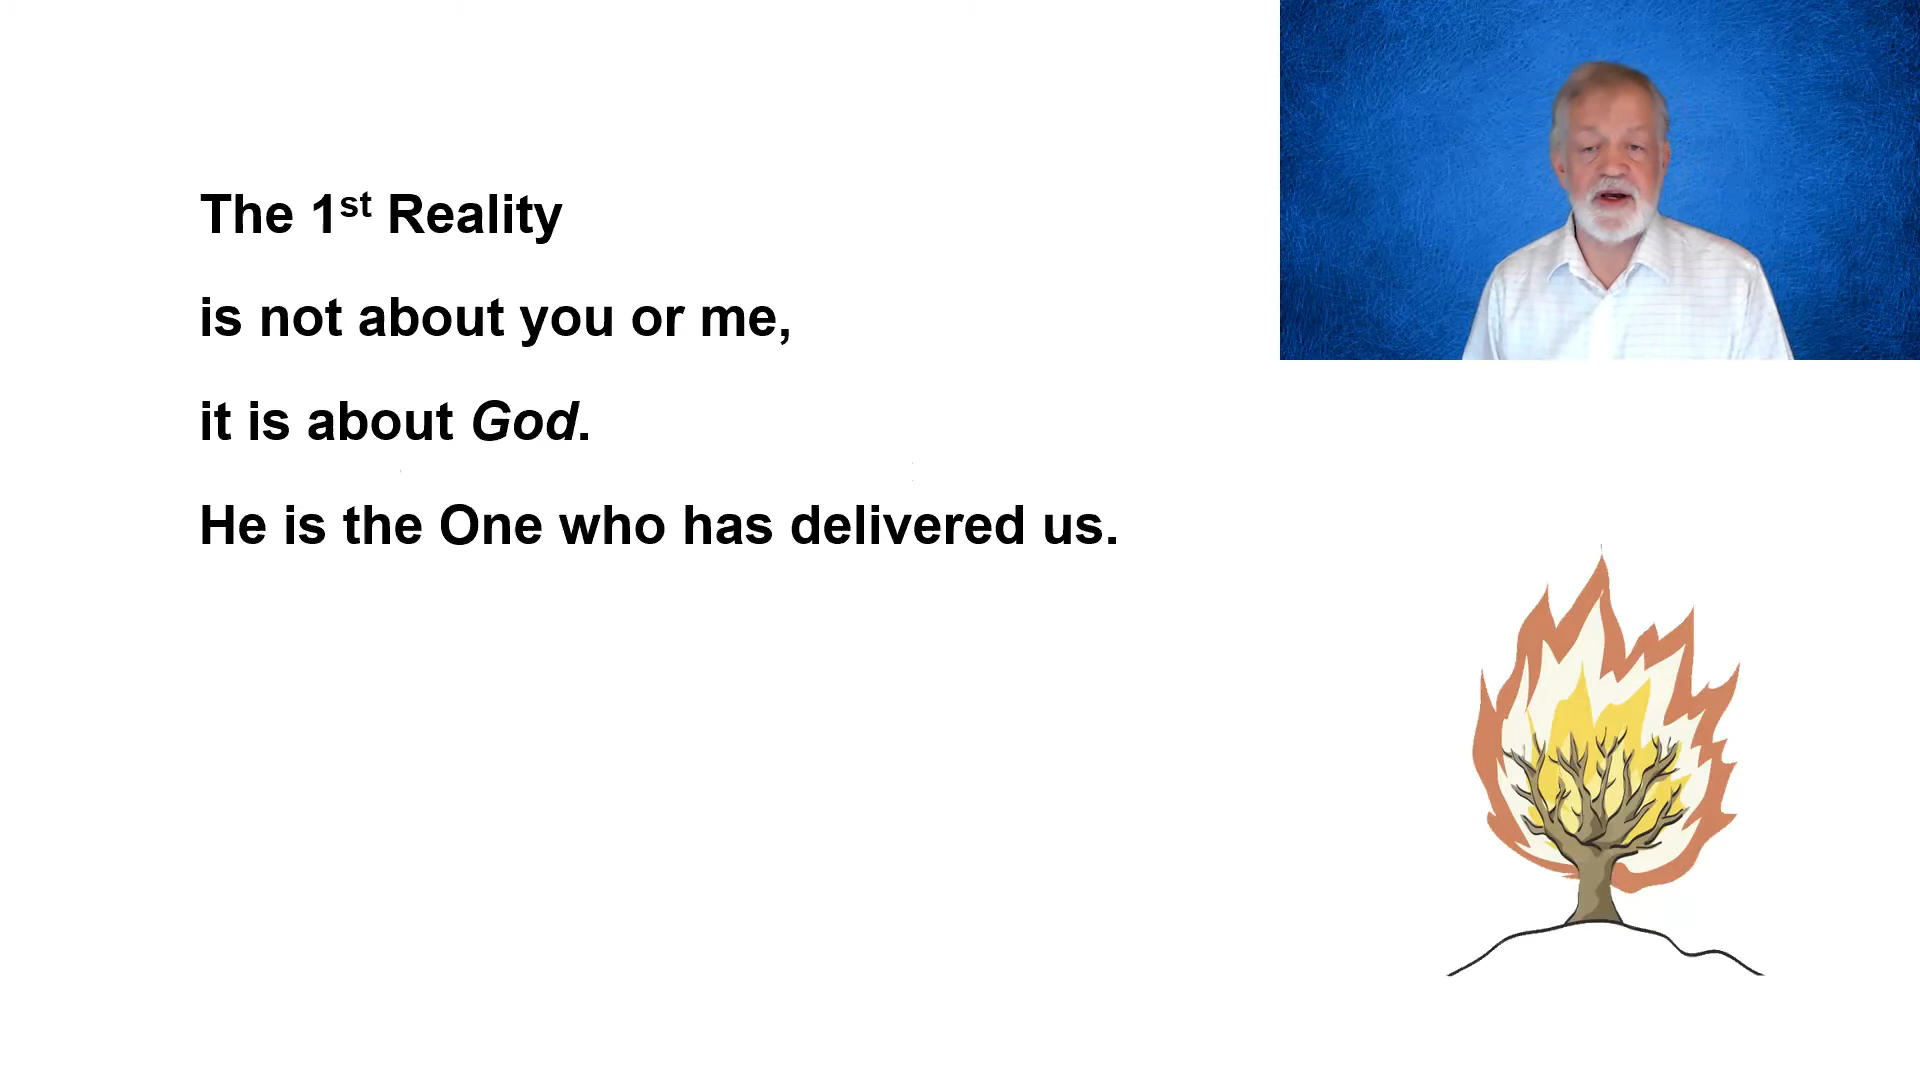 The 1st Reality
is not about you or me,
it is about God.
He is the One who has delivered us.